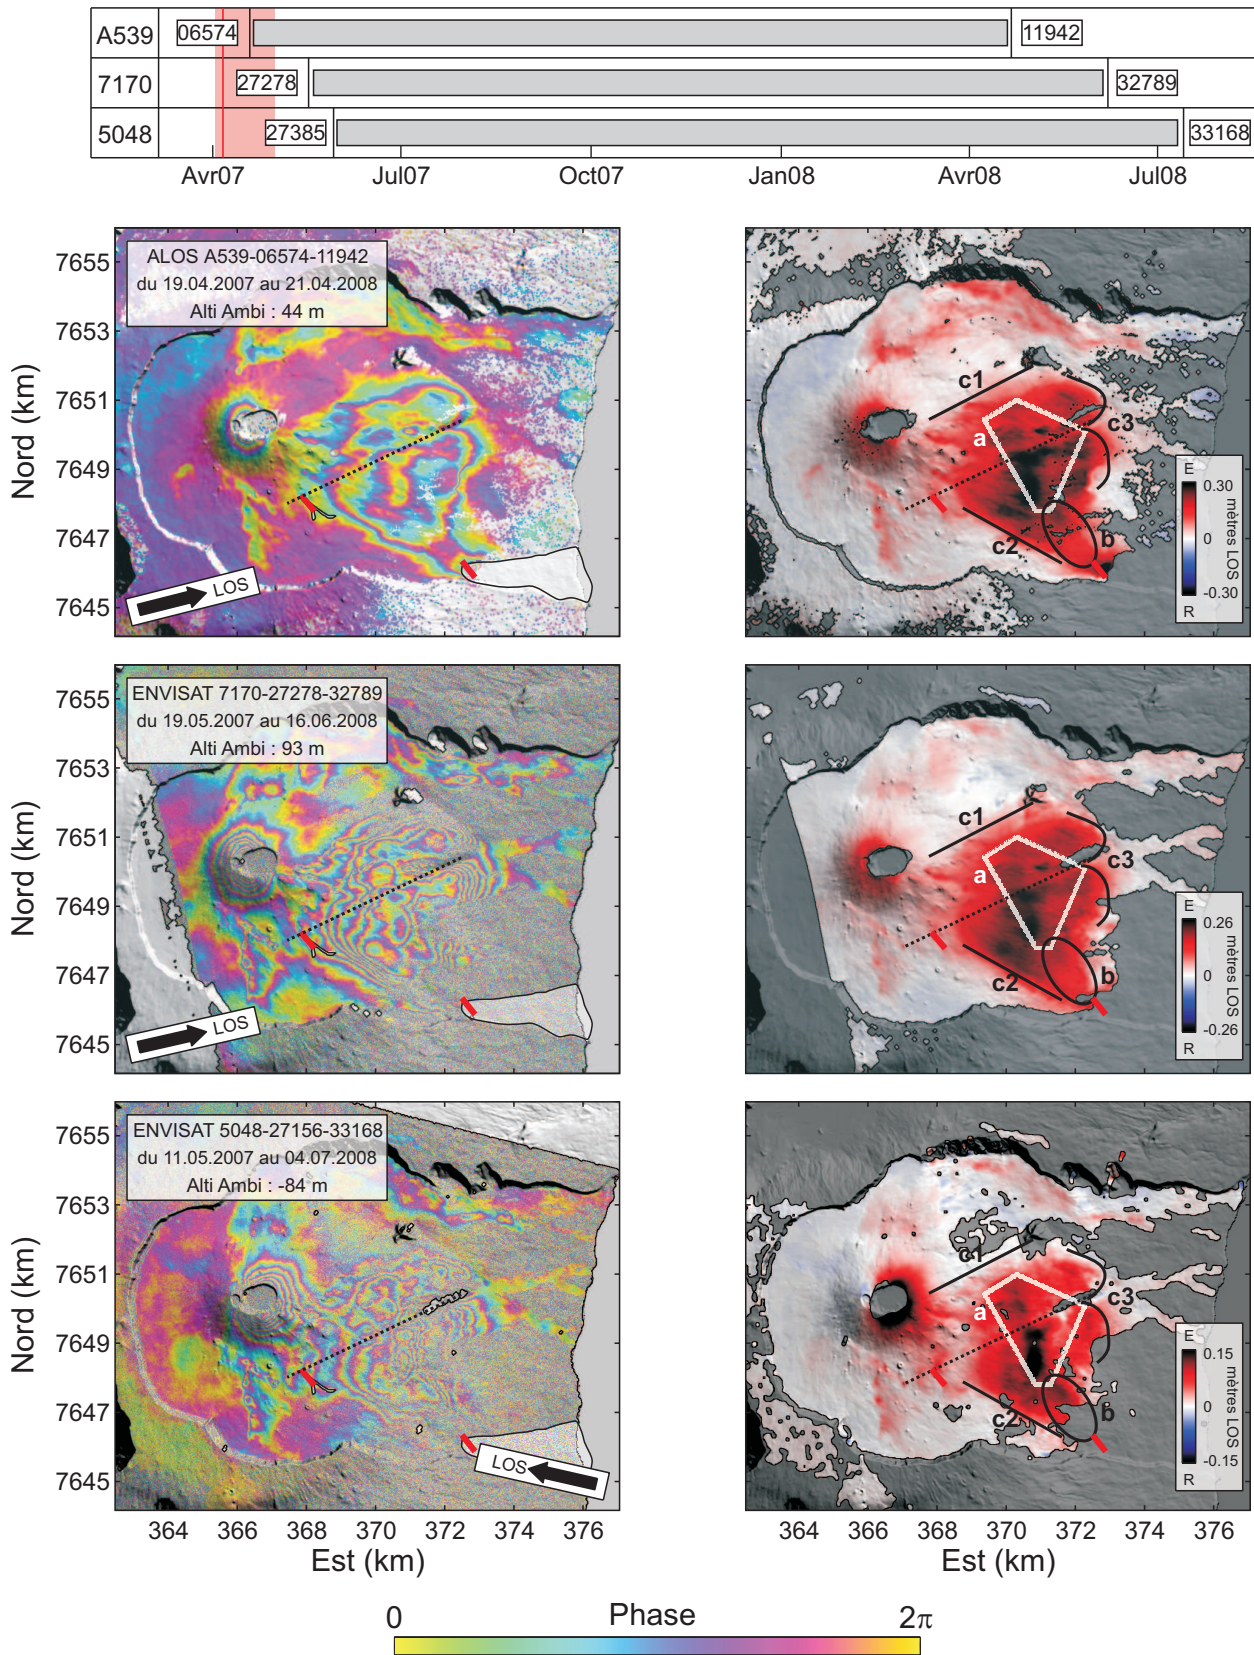 A539 06574 11942
7170 27278 32789
5048 27385 33168
Avr07 Jul07 Oct07 Jan08 Avr08 Jul08
ALOS A539-06574-11942
du 19.04.2007 au 21.04.2008
Alti Ambi : 44 m
7655
7653
7651
7649
7647
7645
Nord (km)
LOS
c1
a
c3
c2
b
E
0.30
0
-0.30
R
mètres LOS
ENVISAT 7170-27278-32789
du 19.05.2007 au 16.06.2008
Alti Ambi : 93 m
7655
7653
7651
7649
7647
7645
Nord (km)
LOS
c1
a
c3
c2
b
E
0.26
0
-0.26
R
mètres LOS
ENVISAT 5048-27156-33168
du 11.05.2007 au 04.07.2008
Alti Ambi : -84 m
7655
7653
7651
7649
7647
7645
Nord (km)
LOS
c1
a
c3
c2
b
E
0.15
0
-0.15
R
mètres LOS
364 366 368 370 372 374 376
Est (km)
364 366 368 370 372 374 376
Est (km)
0 Phase 2π